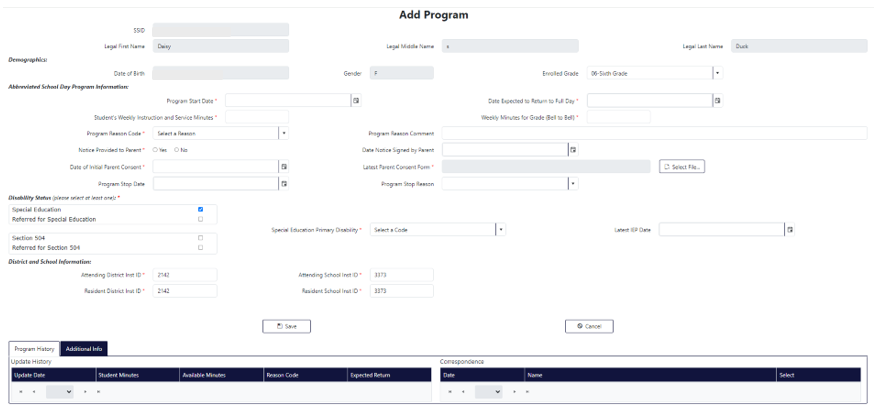 Add Program
SSID
Legal First Name Daisy Legal Middle Name x Legal Last Name Duck
Demographics:
Date of Birth Gender F Enrolled Grade 06-Sixth Grade
Abbreviated School Day Program Information:
Program Start Date * Date Expected to Return to Full Day *
Student's Weekly Instruction and Service Minutes * Weekly Minutes for Grade (Bell to Bell) *
Program Reason Code * Select a Reason Program Reason Comment
Notice Provided to Parent * Yes No Date Notice Signed by Parent
Date of Initial Parent Consent * Latest Parent Consent Form * Select File...
Program Stop Date Program Stop Reason
Disability Status (please select at least one): *
Special Education
Referred for Special Education
Special Education Primary Disability * Select a Code Latest IEP Date
Section 504
Referred for Section 504
District and School Information:
Attending District Inst ID * 2142 Attending School Inst ID * 3373
Resident District Inst ID * 2142 Resident School Inst ID * 3373
Save Cancel
Program History Additional Info
Update History Correspondence
Update Date Student Minutes Available Minutes Reason Code Expected Return Date Name Select